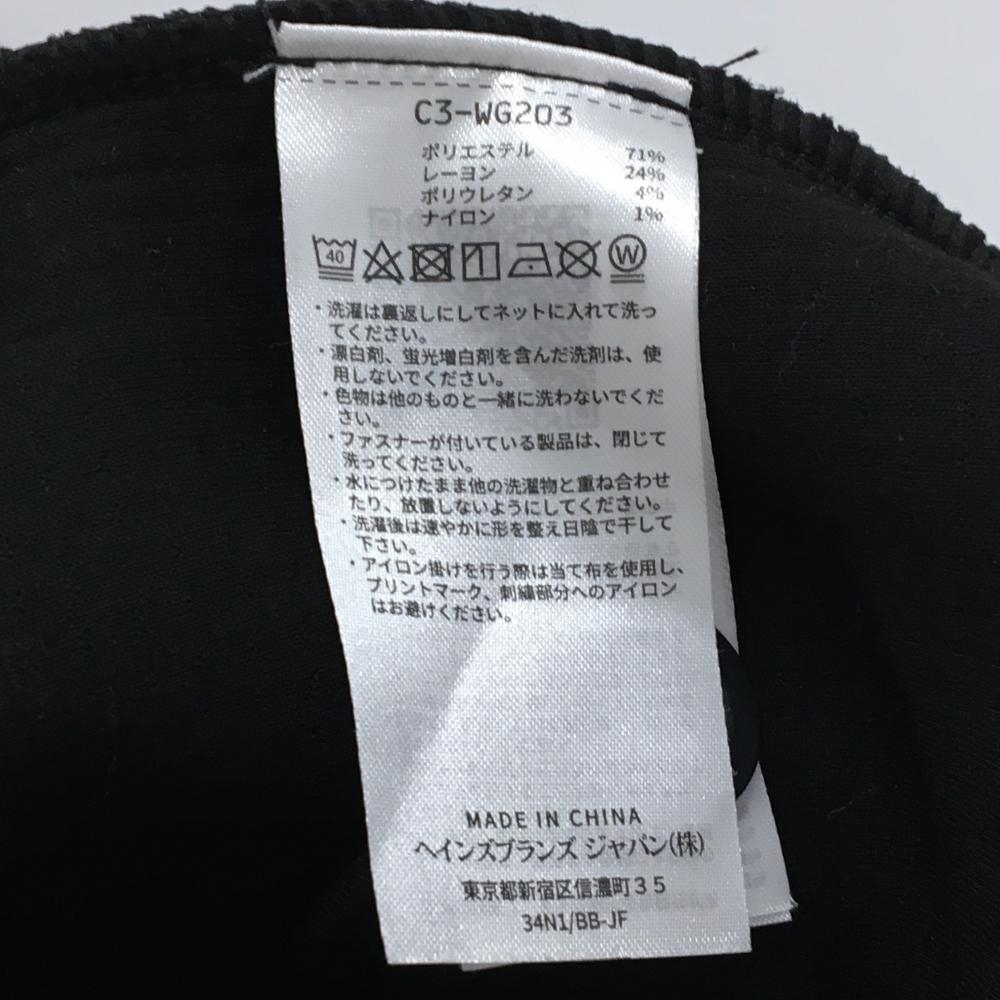 C3-WG203
ポリエステル 71%
レーヨン 24%
ポリウレタン 4%
ナイロン 1%
40 W
・洗濯は裏返しにしてネットに入れて洗っ
てください。
・漂白剤、蛍光増白剤を含んだ洗剤は、使
用しないでください。
・色物は他のものと一緒に洗わないでくだ
さい。
・ファスナーが付いている製品は、閉じて
洗ってください。
・水につけたまま他の洗濯物と重ね合わせ
たり、放置しないようにしてください。
・洗濯後は速やかに形を整え日陰で干して
下さい。
・アイロン掛けを行う際は当て布を使用し、
プリントマーク、刺繍部分へのアイロン
はお避けください。
MADE IN CHINA
ヘインズブランズ ジャパン(株)
東京都新宿区信濃町35
34N1/BB-JF